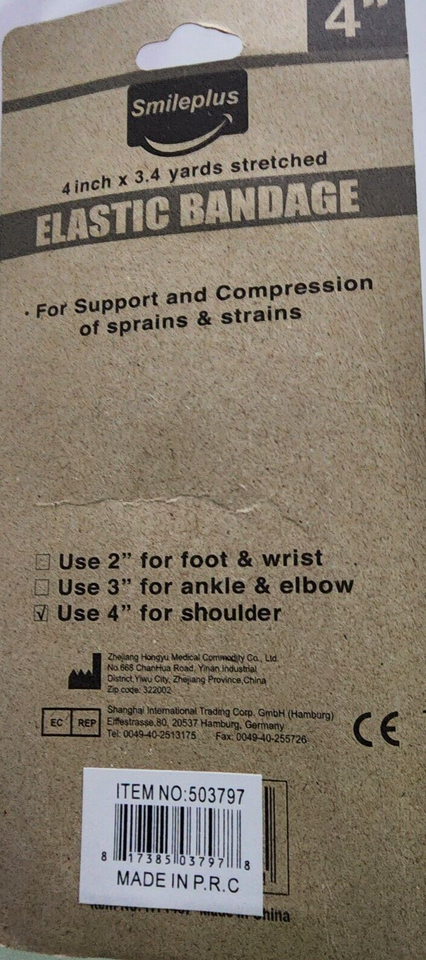 4”
Smileplus
4 inch x 3.4 yards stretched
ELASTIC BANDAGE
· For Support and Compression
of sprains & strains
Use 2” for foot & wrist
Use 3” for ankle & elbow
Use 4” for shoulder
Zhejiang Hongyu Medical Commodity Co., Ltd.
No.668 ChanHua Road, Yinan Industrial
District,Yiwu City, Zhejiang Province,China
Zip code: 322002
EC REP
Shanghai International Trading Corp. GmbH (Hamburg)
Eiffestrasse.80, 20537 Hamburg, Germany
Tel: 0049-40-2513175 Fax: 0049-40-255726
CE
ITEM NO:503797
8 17385 03797 8
MADE IN P.R.C
China